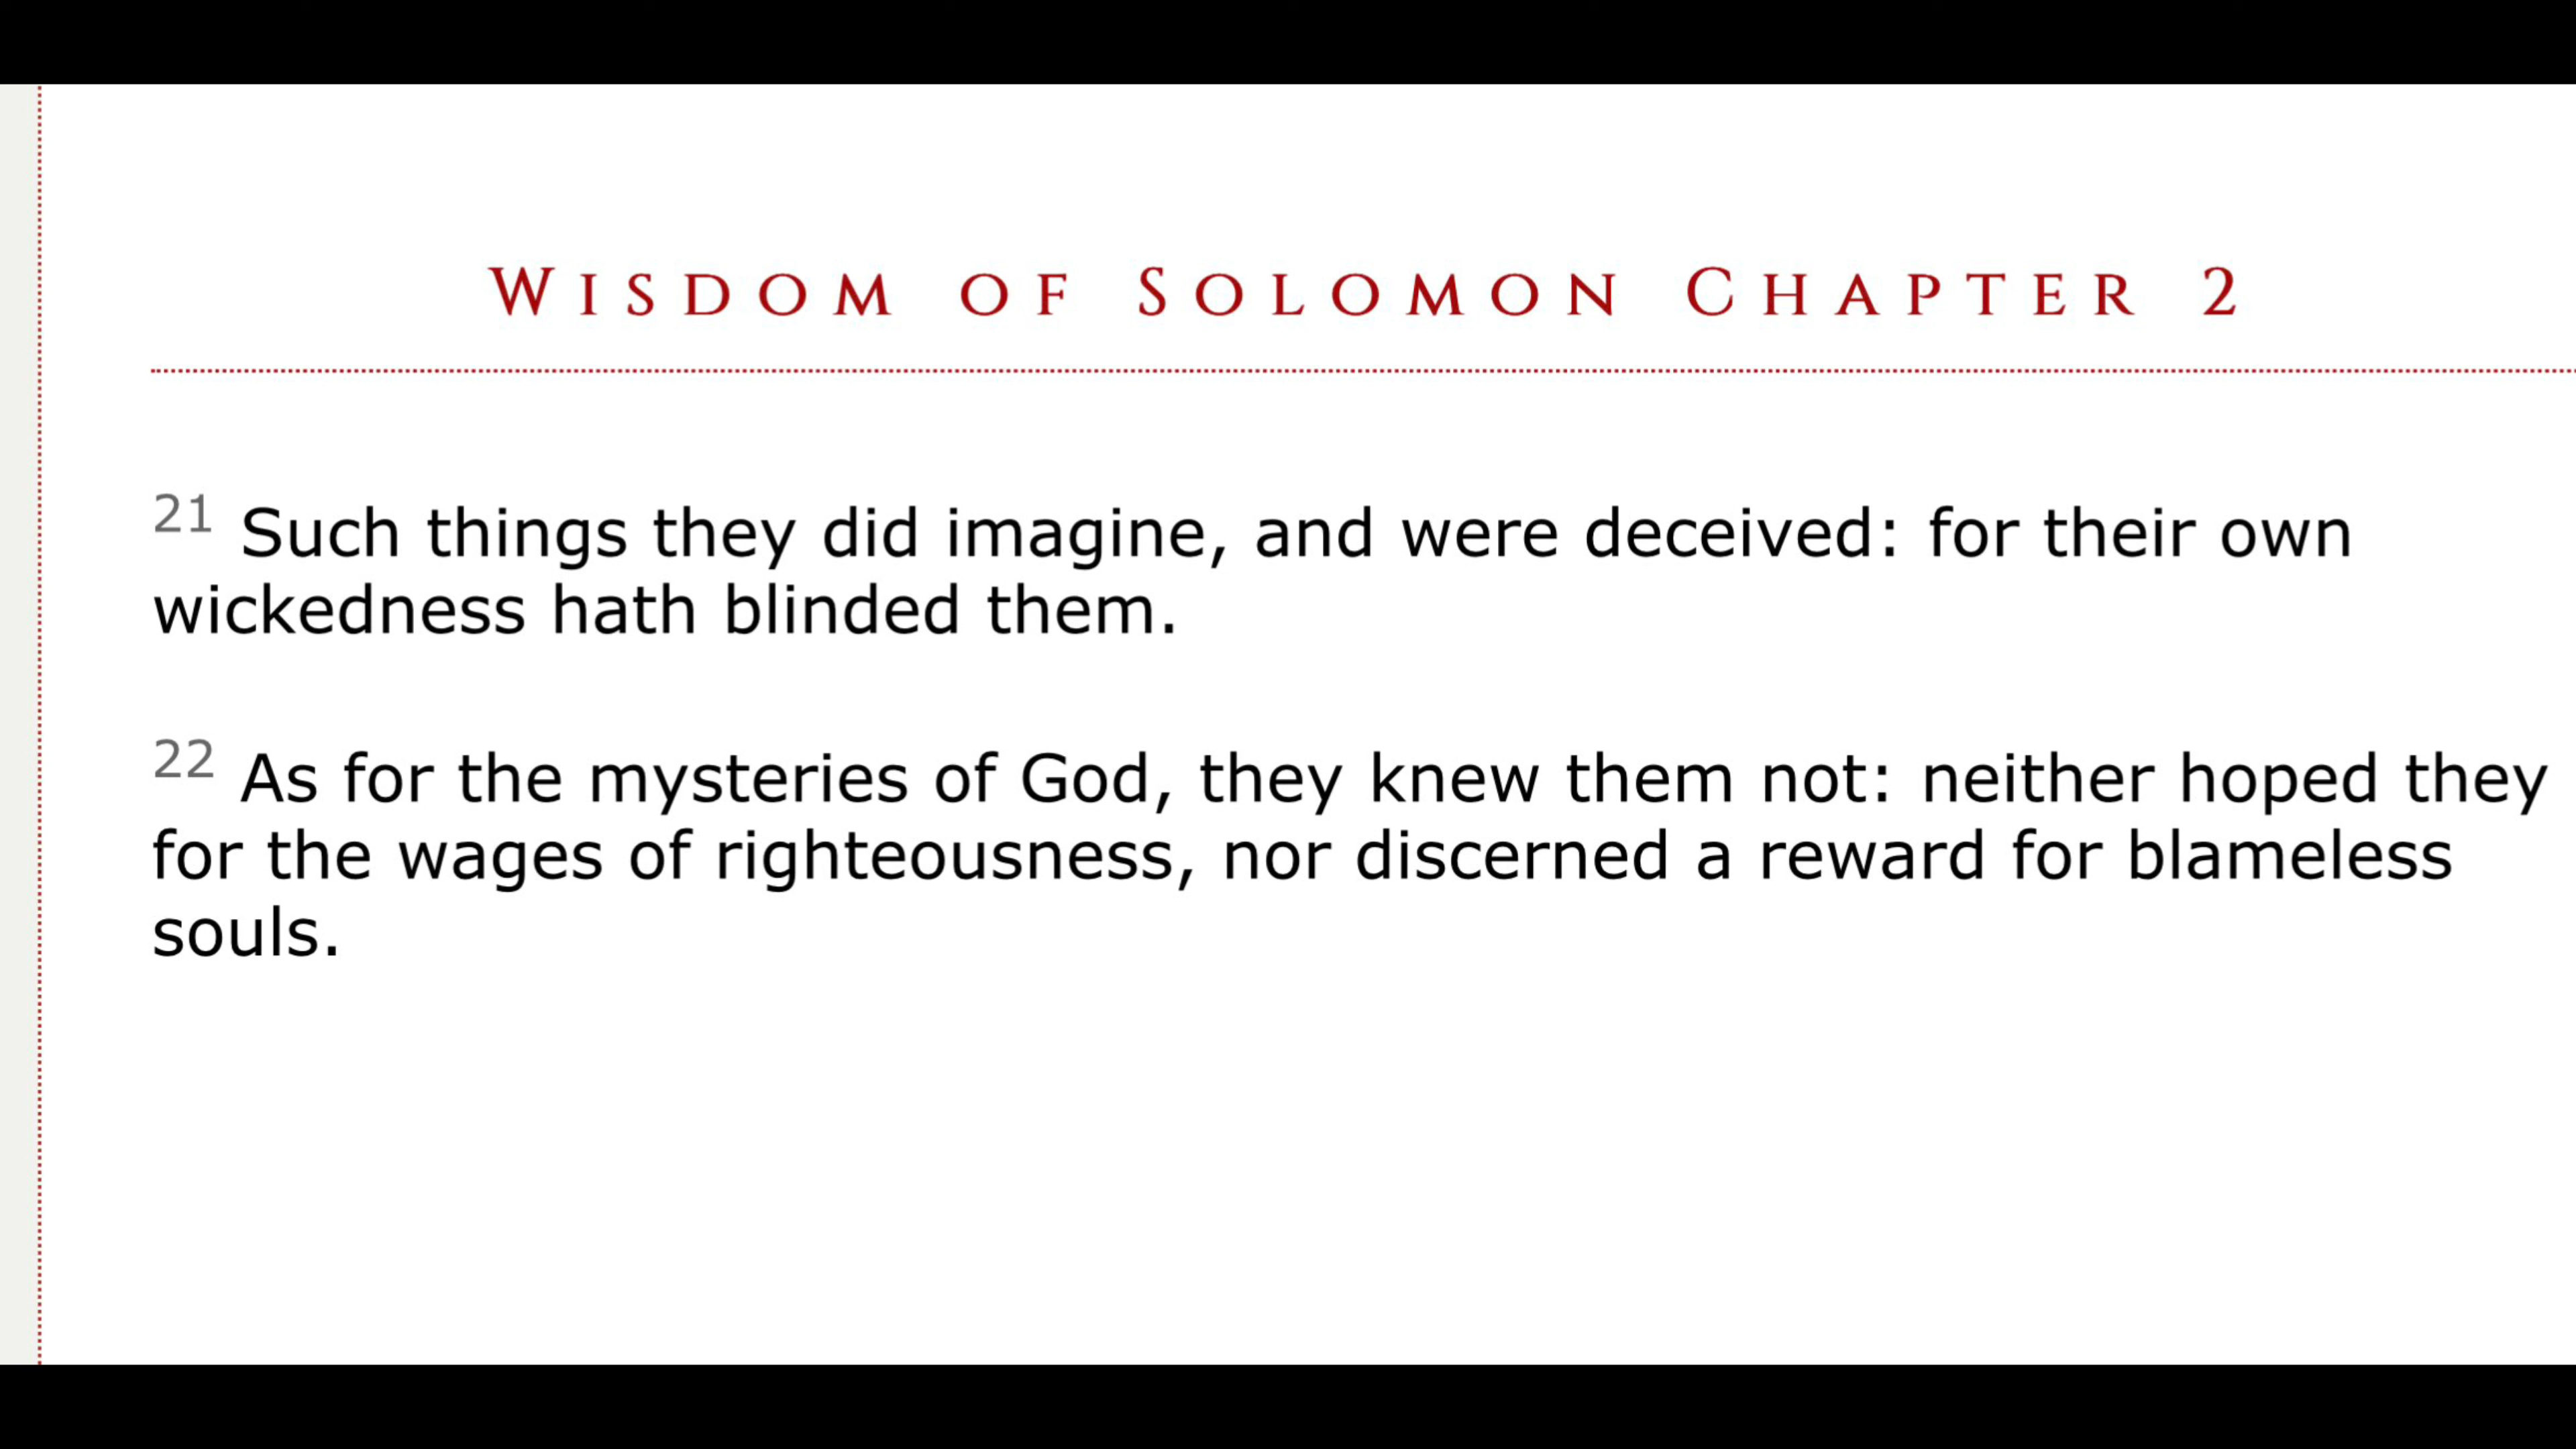 Wisdom of Solomon Chapter 2
21 Such things they did imagine, and were deceived: for their own
wickedness hath blinded them.
22 As for the mysteries of God, they knew them not: neither hoped they
for the wages of righteousness, nor discerned a reward for blameless
souls.